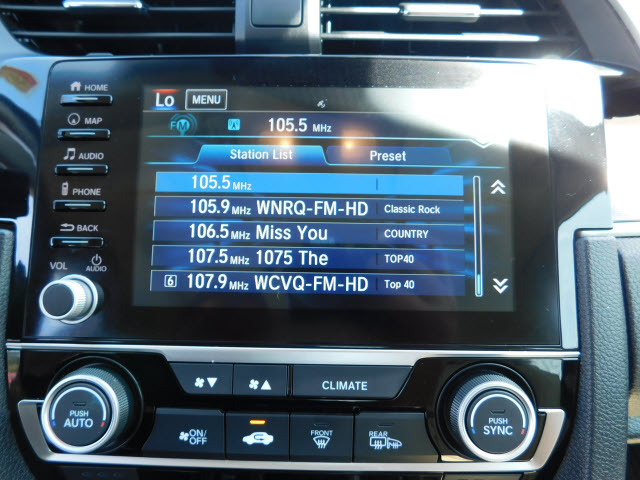 HOME
MAP
AUDIO
PHONE
BACK
VOL AUDIO
Lo MENU
FM 105.5 MHz
Station List Preset
105.5 MHz
105.9 MHz WNRQ-FM-HD Classic Rock
106.5 MHz Miss You COUNTRY
107.5 MHz 1075 The TOP40
6 107.9 MHz WCVQ-FM-HD Top 40
CLIMATE
PUSH AUTO
ON/OFF
FRONT
REAR
PUSH SYNC